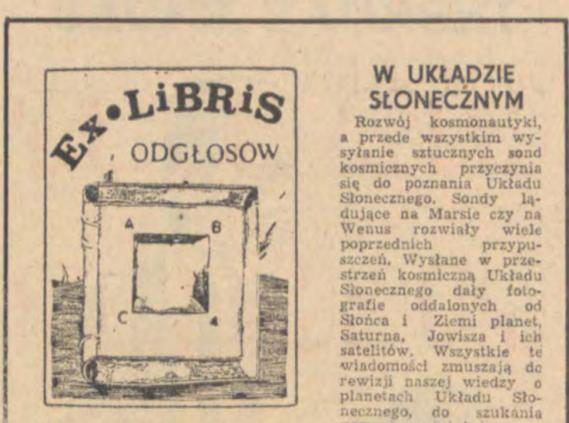 EX•LiBRiS
ODGŁOSÓW
A B
C 4
W UKŁADZIE
SŁONECZNYM
Rozwój kosmonautyki,
a przede wszystkim wy-
syłanie sztucznych sond
kosmicznych przyczynia
się do poznania Układu
Słonecznego. Sondy lą-
dujące na Marsie czy na
Wenus rozwiały wiele
poprzednich przypu-
szczeń. Wysłane w prze-
strzeń kosmiczną Układu
Słonecznego dały foto-
grafie oddalonych od
Słońca i Ziemi planet,
Saturna, Jowisza i ich
satelitów. Wszystkie te
wiadomości zmuszają do
rewizji naszej wiedzy o
planetach Układu Sło-
necznego, do szukania